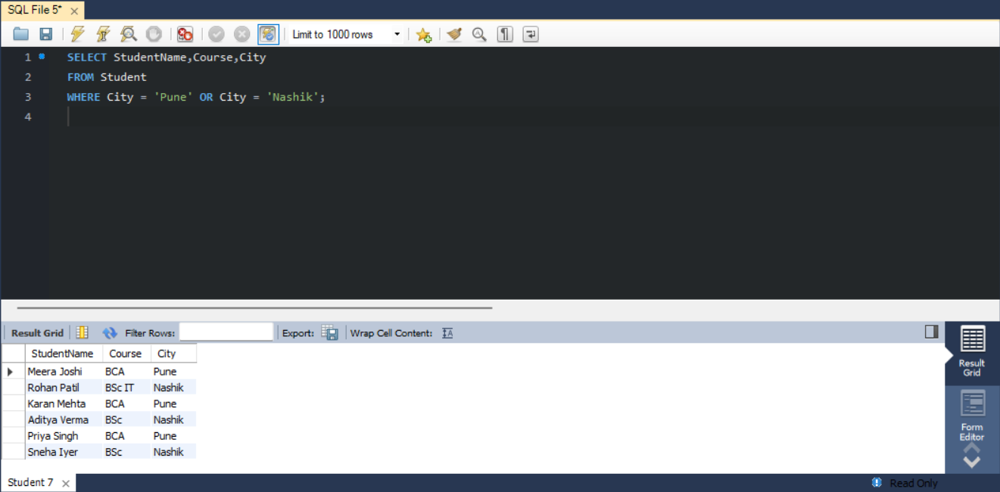 SQL File 5*
Limit to 1000 rows
1 SELECT StudentName,Course,City
2 FROM Student
3 WHERE City = 'Pune' OR City = 'Nashik';
4
Result Grid Filter Rows: Export: Wrap Cell Content: IA
StudentName Course City
Meera Joshi BCA Pune
Rohan Patil BSc IT Nashik
Karan Mehta BCA Pune
Aditya Verma BSc Nashik
Priya Singh BCA Pune
Sneha Iyer BSc Nashik
Result
Grid
Form
Editor
Student 7
Read Only